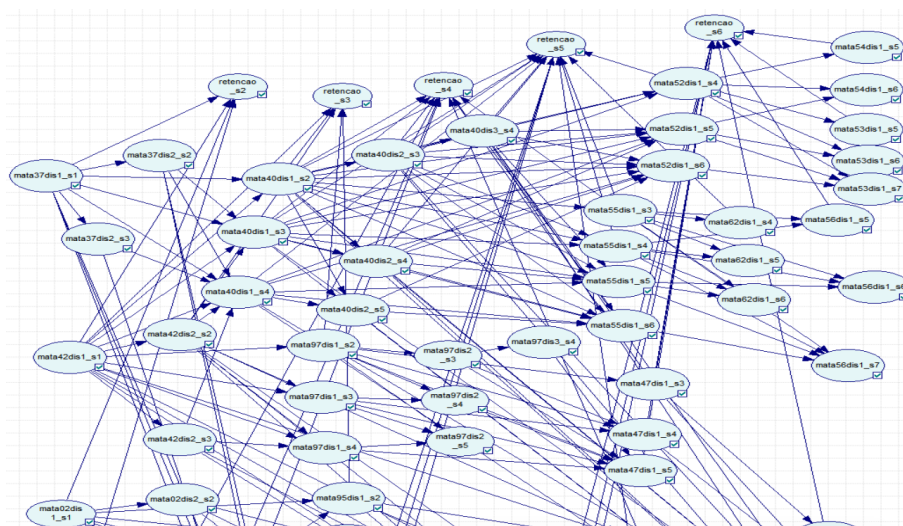 retencao
_s6
retencao
_s5
mata54dis1_s5
retencao
_s2
retencao
_s3
retencao
_s4
mata52dis1_s4
mata54dis1_s6
mata40dis3_s4
mata52dis1_s5
mata53dis1_s5
mata37dis2_s2
mata40dis2_s3
mata53dis1_s6
mata37dis1_s1
mata40dis1_s2
mata52dis1_s6
mata53dis1_s7
mata55dis1_s3
mata62dis1_s4
mata56dis1_s5
mata37dis2_s3
mata40dis1_s3
mata55dis1_s4
mata40dis2_s4
mata62dis1_s5
mata55dis1_s5
mata56dis1_s6
mata40dis1_s4
mata62dis1_s6
mata40dis2_s5
mata55dis1_s6
mata42dis2_s2
mata97dis1_s2
mata97dis3_s4
mata42dis1_s1
mata97dis2
_s3
mata56dis1_s7
mata47dis1_s3
mata97dis1_s3
mata97dis2
_s4
mata47dis1_s4
mata42dis2_s3
mata97dis2
_s5
mata97dis1_s4
mata47dis1_s5
mata02dis2_s2
mata95dis1_s2
mata02dis
1_s1